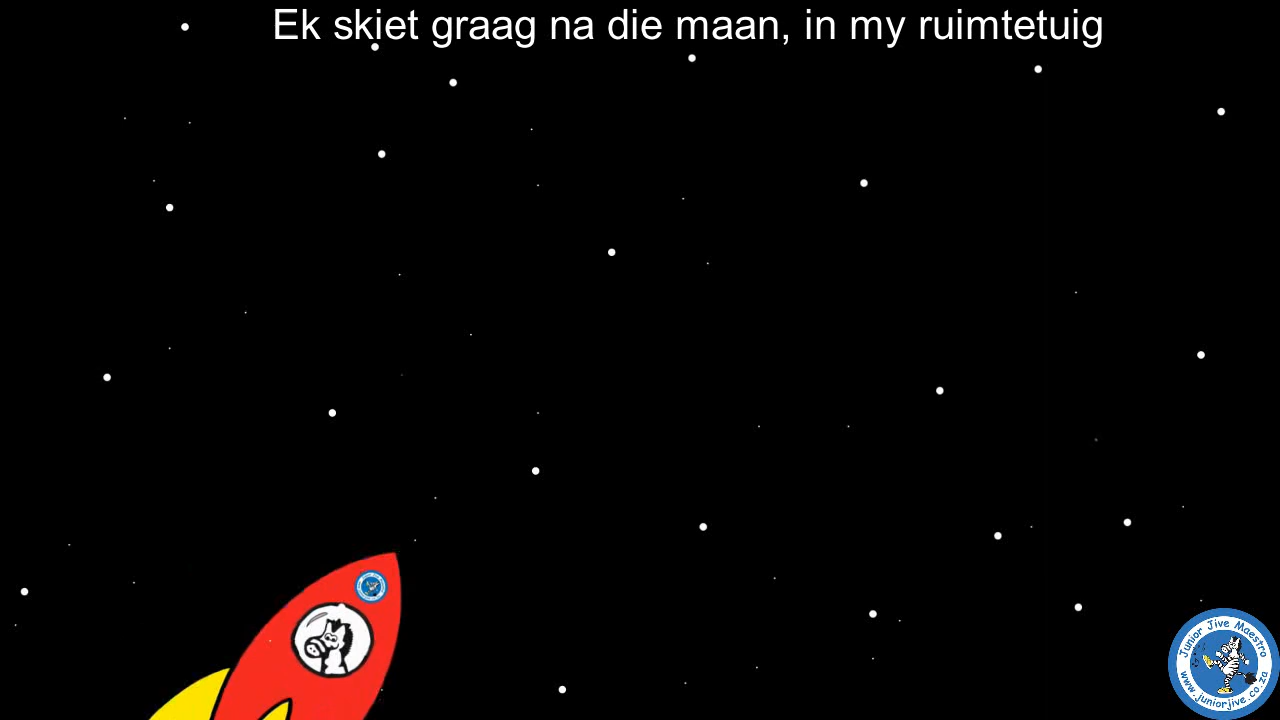 Ek skiet graag na die maan, in my ruimtetuig
Junior Jive Maestro
www.juniorjive.co.za